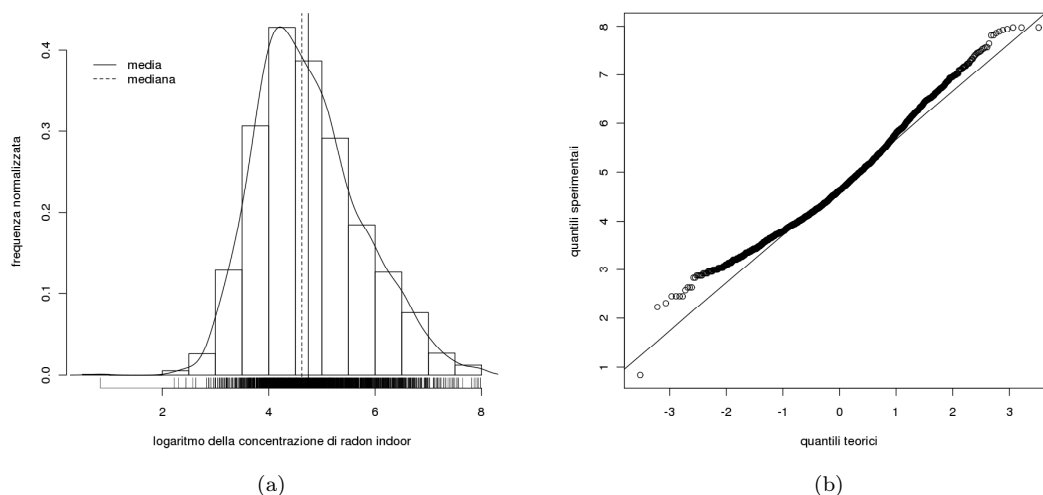 media
mediana
frequenza normalizzata
0.0
0.1
0.2
0.3
0.4
2 4 6 8
logaritmo della concentrazione di radon indoor
(a)
quantili sperimentali
1
2
3
4
5
6
7
8
-3 -2 -1 0 1 2 3
quantili teorici
(b)